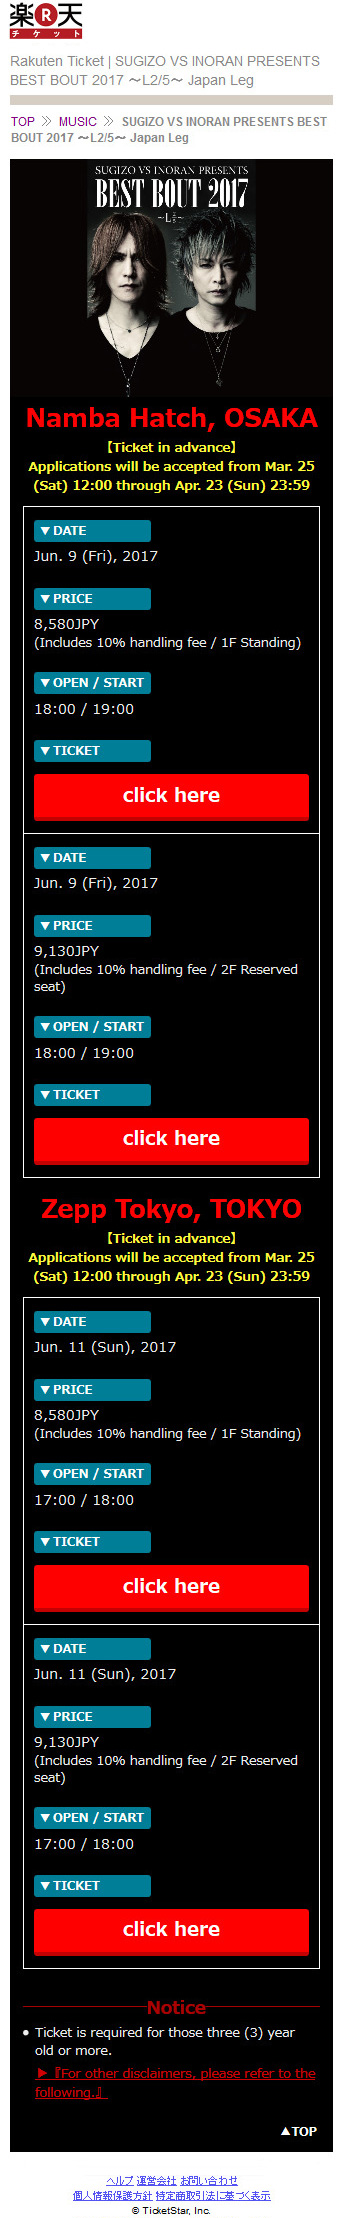 楽天
チケット
Rakuten Ticket | SUGIZO VS INORAN PRESENTS
BEST BOUT 2017 ～L2/5～ Japan Leg
TOP
MUSIC
SUGIZO VS INORAN PRESENTS BEST
BOUT 2017 ～L2/5～ Japan Leg
SUGIZO VS INORAN PRESENTS
BEST BOUT 2017
～L2/5～
Namba Hatch, OSAKA
【Ticket in advance】
Applications will be accepted from Mar. 25
(Sat) 12:00 through Apr. 23 (Sun) 23:59
▼DATE
Jun. 9 (Fri), 2017
▼PRICE
8,580JPY
(Includes 10% handling fee / 1F Standing)
▼OPEN / START
18:00 / 19:00
▼TICKET
click here
▼DATE
Jun. 9 (Fri), 2017
▼PRICE
9,130JPY
(Includes 10% handling fee / 2F Reserved
seat)
▼OPEN / START
18:00 / 19:00
▼TICKET
click here
Zepp Tokyo, TOKYO
【Ticket in advance】
Applications will be accepted from Mar. 25
(Sat) 12:00 through Apr. 23 (Sun) 23:59
▼DATE
Jun. 11 (Sun), 2017
▼PRICE
8,580JPY
(Includes 10% handling fee / 1F Standing)
▼OPEN / START
17:00 / 18:00
▼TICKET
click here
▼DATE
Jun. 11 (Sun), 2017
▼PRICE
9,130JPY
(Includes 10% handling fee / 2F Reserved
seat)
▼OPEN / START
17:00 / 18:00
▼TICKET
click here
Notice
● Ticket is required for those three (3) year
old or more.
▶『For other disclaimers, please refer to the
following.』
▲TOP
ヘルプ 運営会社 お問い合わせ
個人情報保護方針 特定商取引法に基づく表示
© TicketStar, Inc.